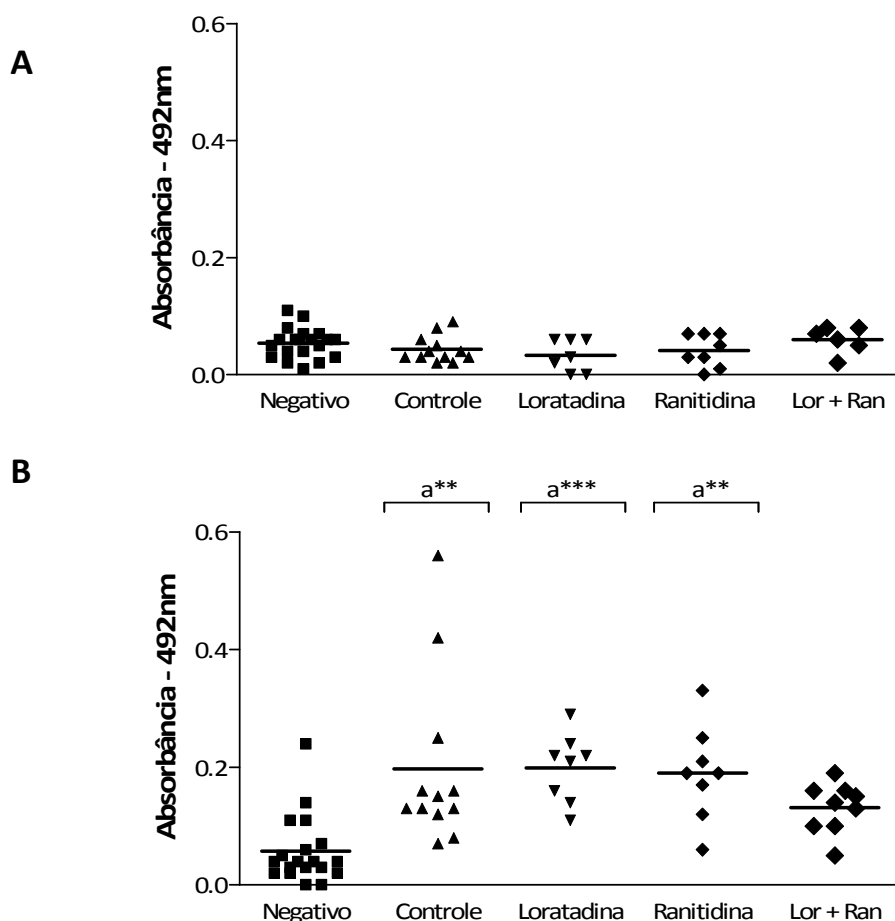 A
Absorbância - 492nm
0.6
0.4
0.2
0.0
Negativo Controle Loratadina Ranitidina Lor + Ran
B
a** a*** a**
Absorbância - 492nm
0.6
0.4
0.2
0.0
Negativo Controle Loratadina Ranitidina Lor + Ran